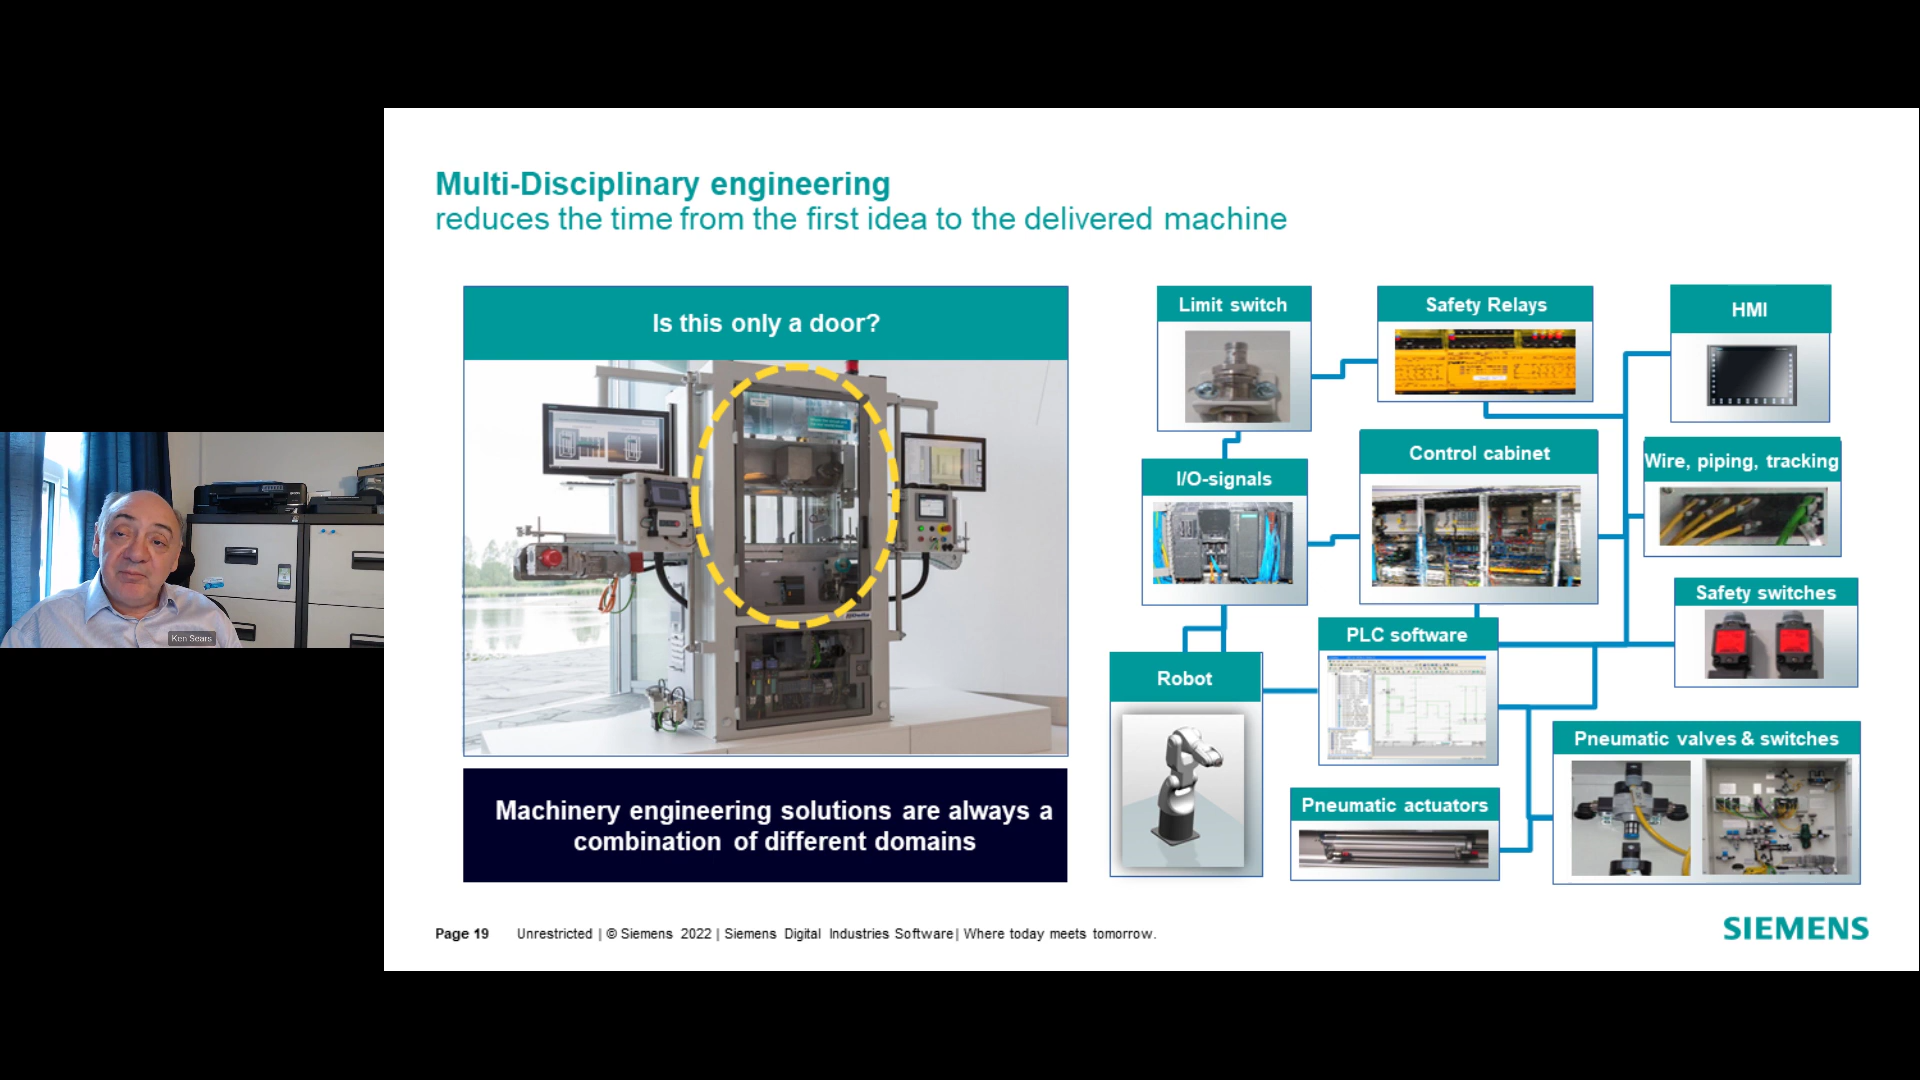 Multi-Disciplinary engineering
reduces the time from the first idea to the delivered machine
Is this only a door?
Machinery engineering solutions are always a
combination of different domains
Limit switch
Safety Relays
HMI
I/O-signals
Control cabinet
Wire, piping, tracking
Safety switches
Robot
PLC software
Pneumatic actuators
Pneumatic valves & switches
Ken Sears
Page 19 Unrestricted | © Siemens 2022 | Siemens Digital Industries Software| Where today meets tomorrow.
SIEMENS